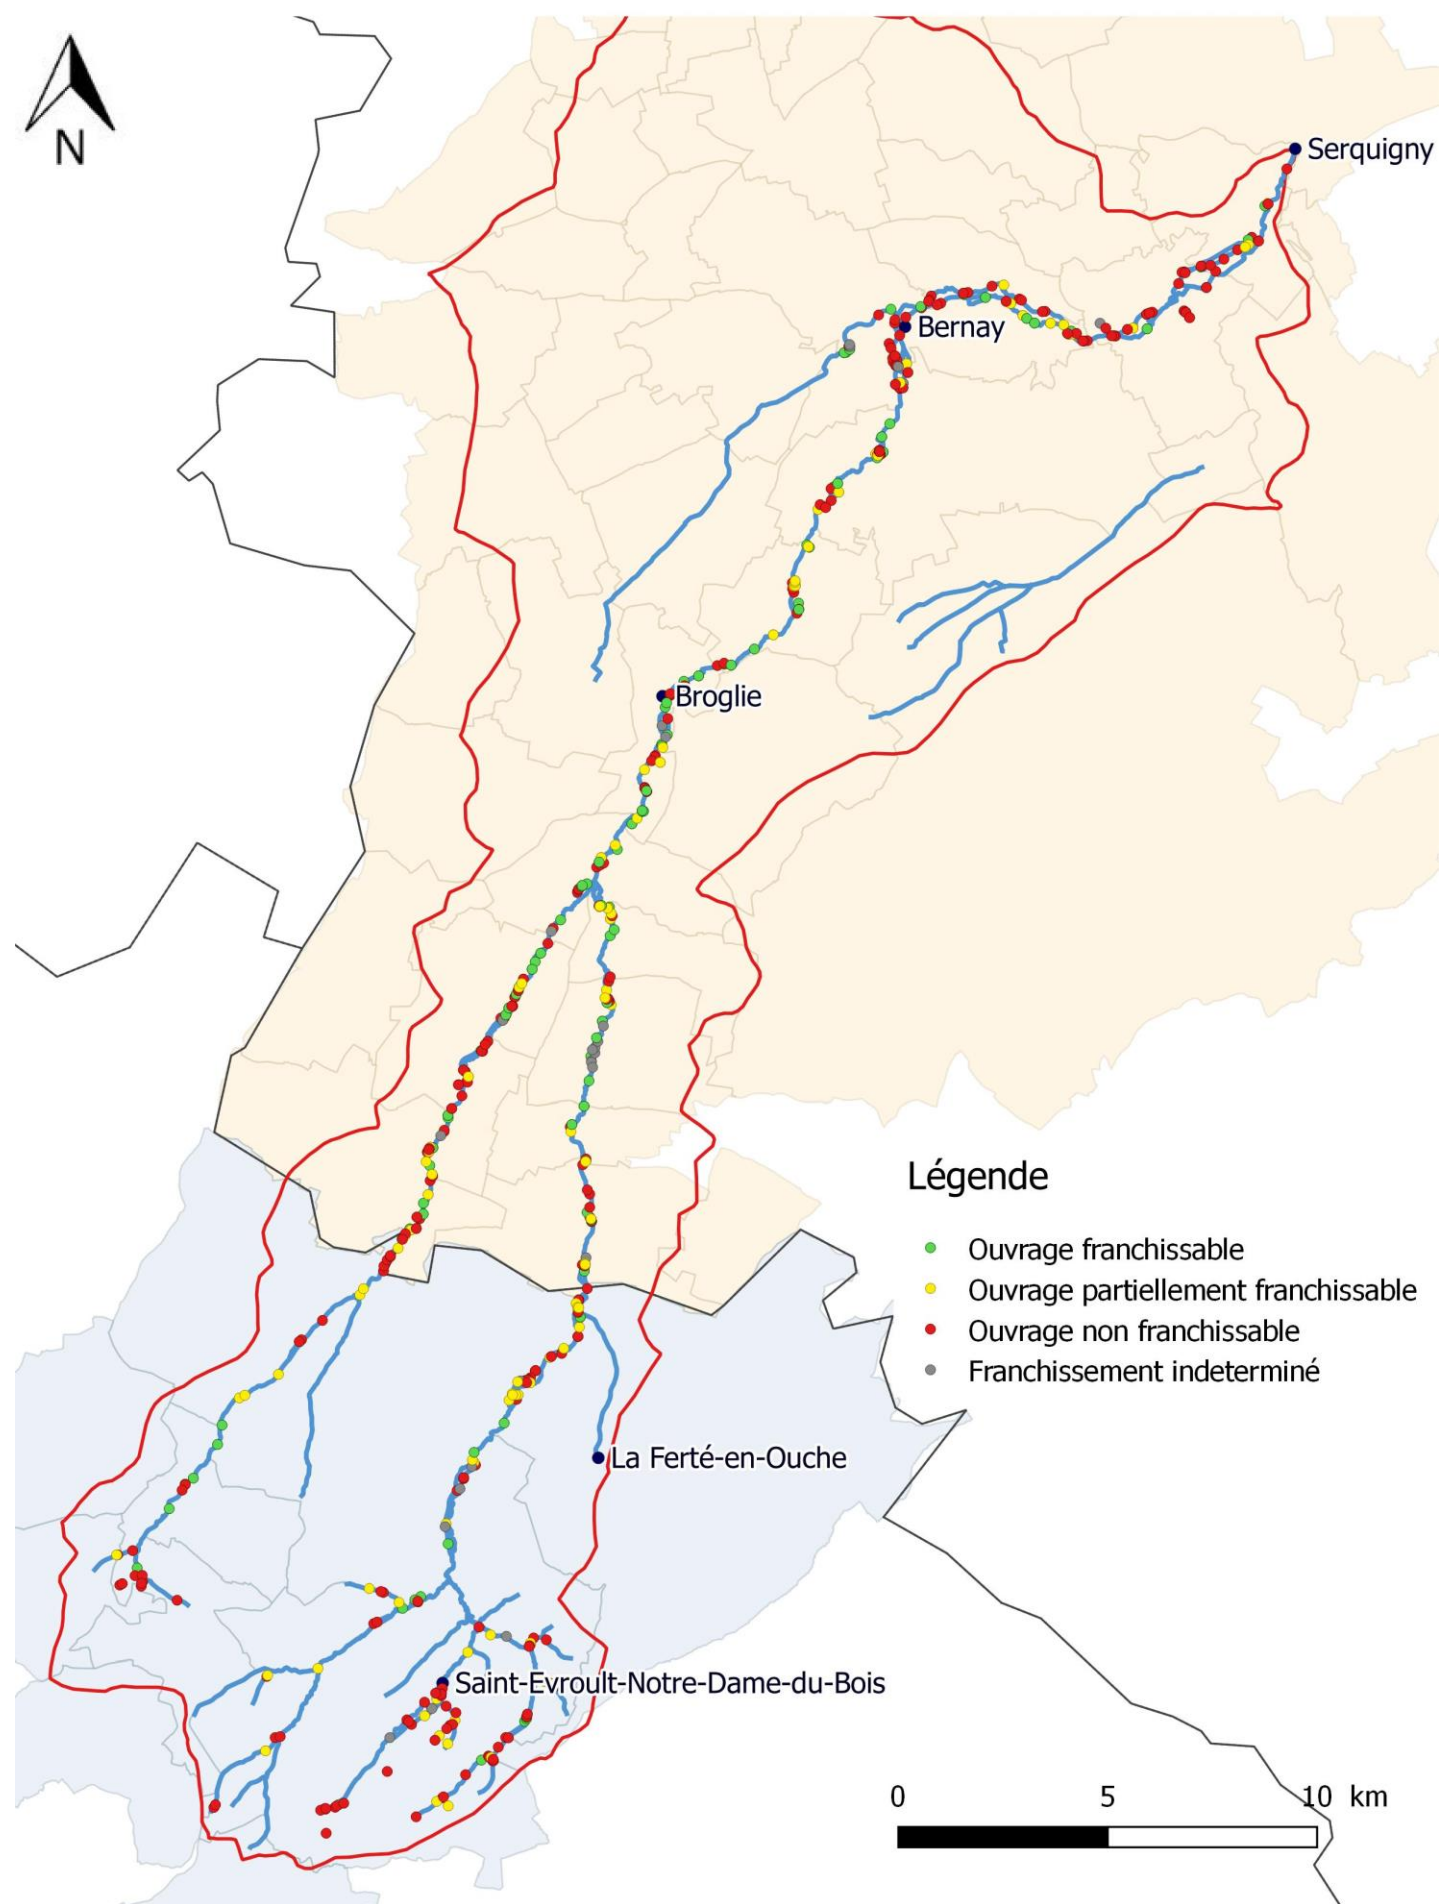 N
Serquigny
Bernay
Broglie
Légende
Ouvrage franchissable
Ouvrage partiellement franchissable
Ouvrage non franchissable
Franchissement indeterminé
La Ferté-en-Ouche
Saint-Evroult-Notre-Dame-du-Bois
0 5 10 km